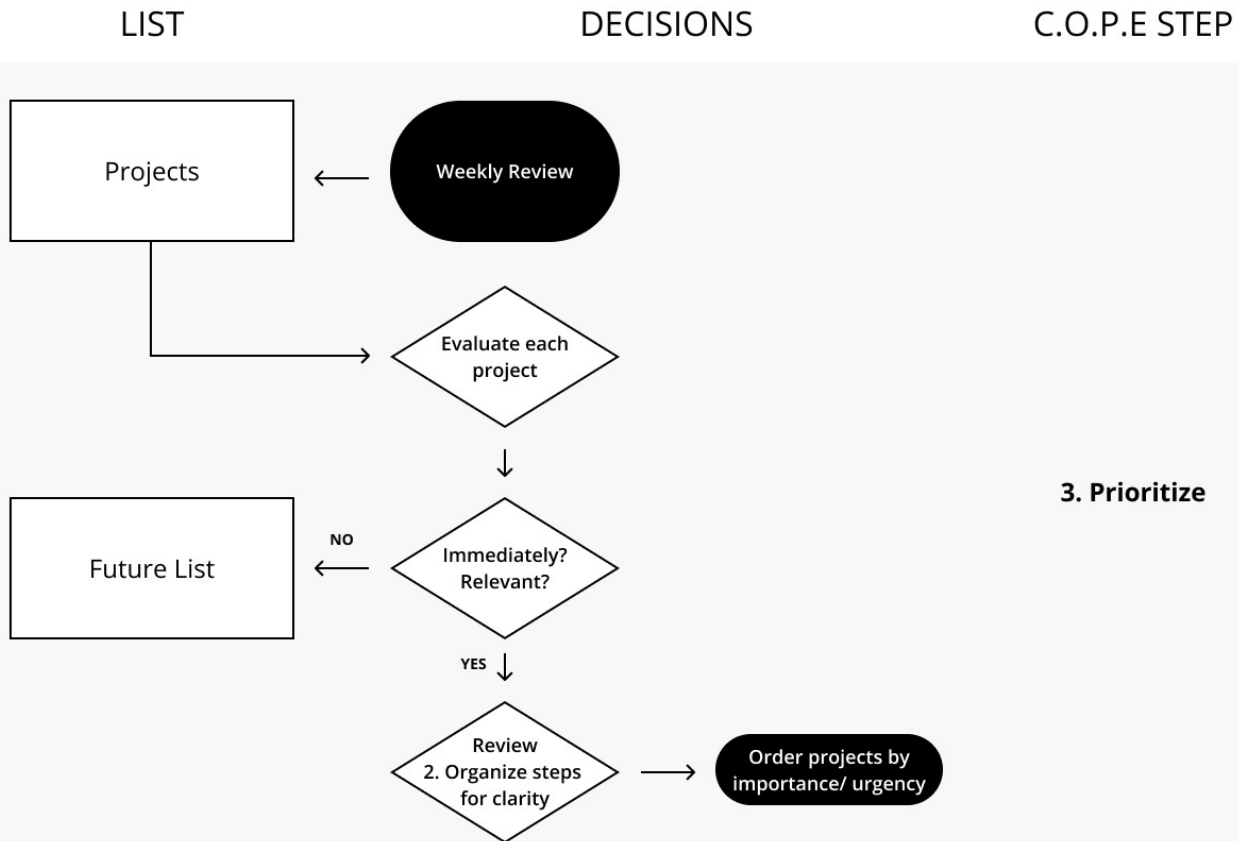 LIST
DECISIONS
C.O.P.E STEP
Projects
Weekly Review
Evaluate each
project
3. Prioritize
Future List
NO
Immediately?
Relevant?
YES
Review
2. Organize steps
for clarity
Order projects by
importance/ urgency